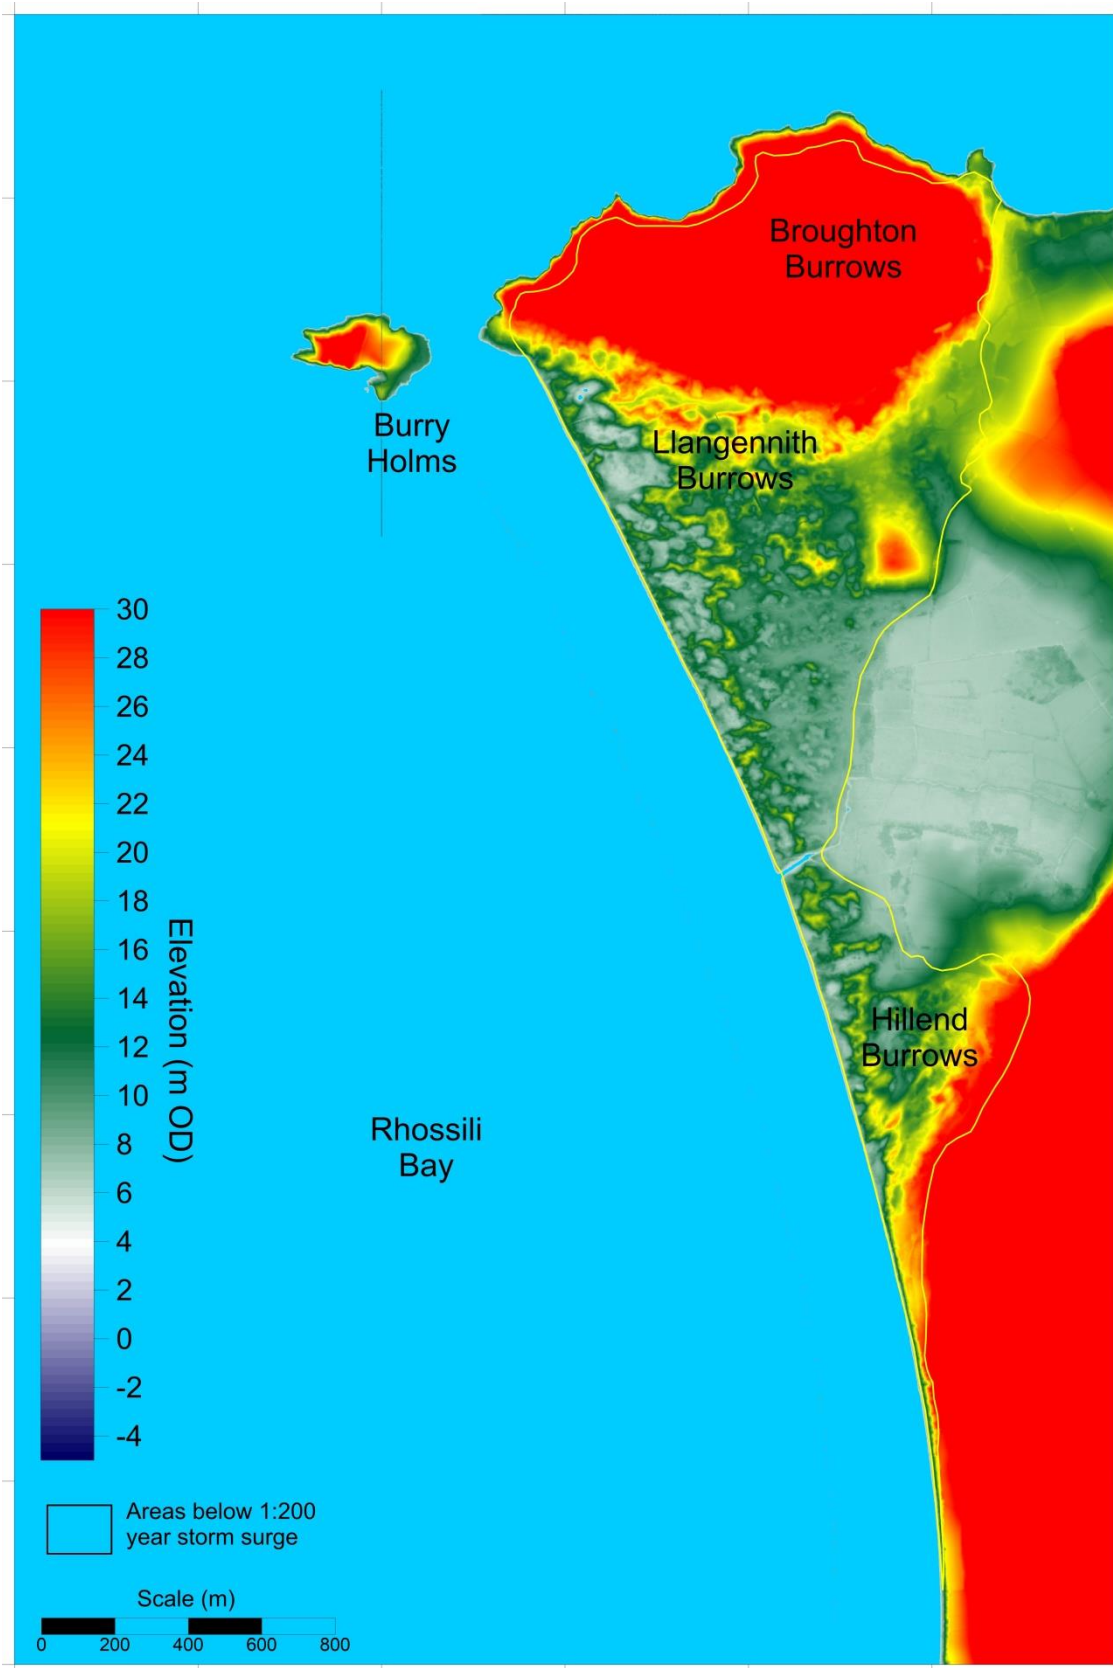 Broughton
Burrows
Burry
Holms
Llangennith
Burrows
30
28
26
24
22
20
18
16
14
12
10
8
6
4
2
0
-2
-4
Elevation (m OD)
Hillend
Burrows
Rhossili
Bay
Areas below 1:200
year storm surge
Scale (m)
0 200 400 600 800